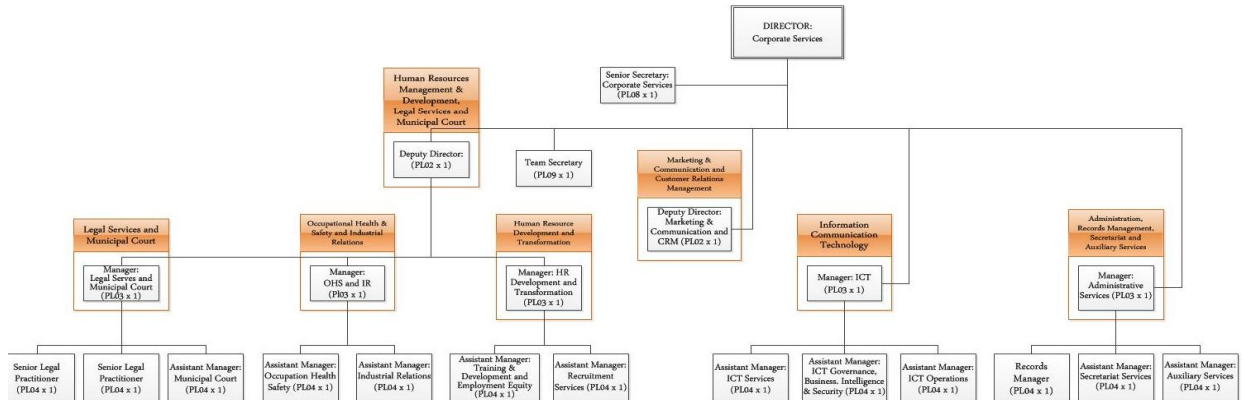 DIRECTOR:
Corporate Services
Senior Secretary:
Corporate Services
(PL08 x 1)
Human Resources
Management &
Development,
Legal Services and
Municipal Court
Deputy Director:
(PL02 x 1)
Team Secretary
(PL09 x 1)
Marketing &
Communication and
Customer Relations
Management
Deputy Director:
Marketing &
Communication and
CRM (PL02 x 1)
Legal Services and
Municipal Court
Manager:
Legal Serves and
Municipal Court
(PL03 x 1)
Occupational Health &
Safety and Industrial
Relations
Manager:
OHS and IR
(Pl03 x 1)
Human Resource
Development and
Transformation
Manager: HR
Development and
Transformation
(PL03 x 1)
Information
Communication
Technology
Manager: ICT
(PL03 x 1)
Administration,
Records Management,
Secretariat and
Auxiliary Services
Manager:
Administrative
Services (PL03 x 1)
Senior Legal
Practitioner
(PL04 x 1)
Senior Legal
Practitioner
(PL04 x 1)
Assistant Manager:
Municipal Court
(PL04 x 1)
Assistant Manager:
Occupation Health
Safety (PL04 x 1)
Assistant Manager:
Industrial Relations
(PL04 x 1)
Assistant Manager:
Training &
Development and
Employment Equity
(PL04 x 1)
Assistant Manager:
Recruitment
Services (PL04 x 1)
Assistant Manager:
ICT Services
(PL04 x 1)
Assistant Manager:
ICT Governance,
Business. Intelligence
& Security (PL04 x 1)
Assistant Manager:
ICT Operations
(PL04 x 1)
Records
Manager
(PL04 x 1)
Assistant Manager:
Secretariat Services
(PL04 x 1)
Assistant Manager:
Auxiliary Services
(PL04 x 1)